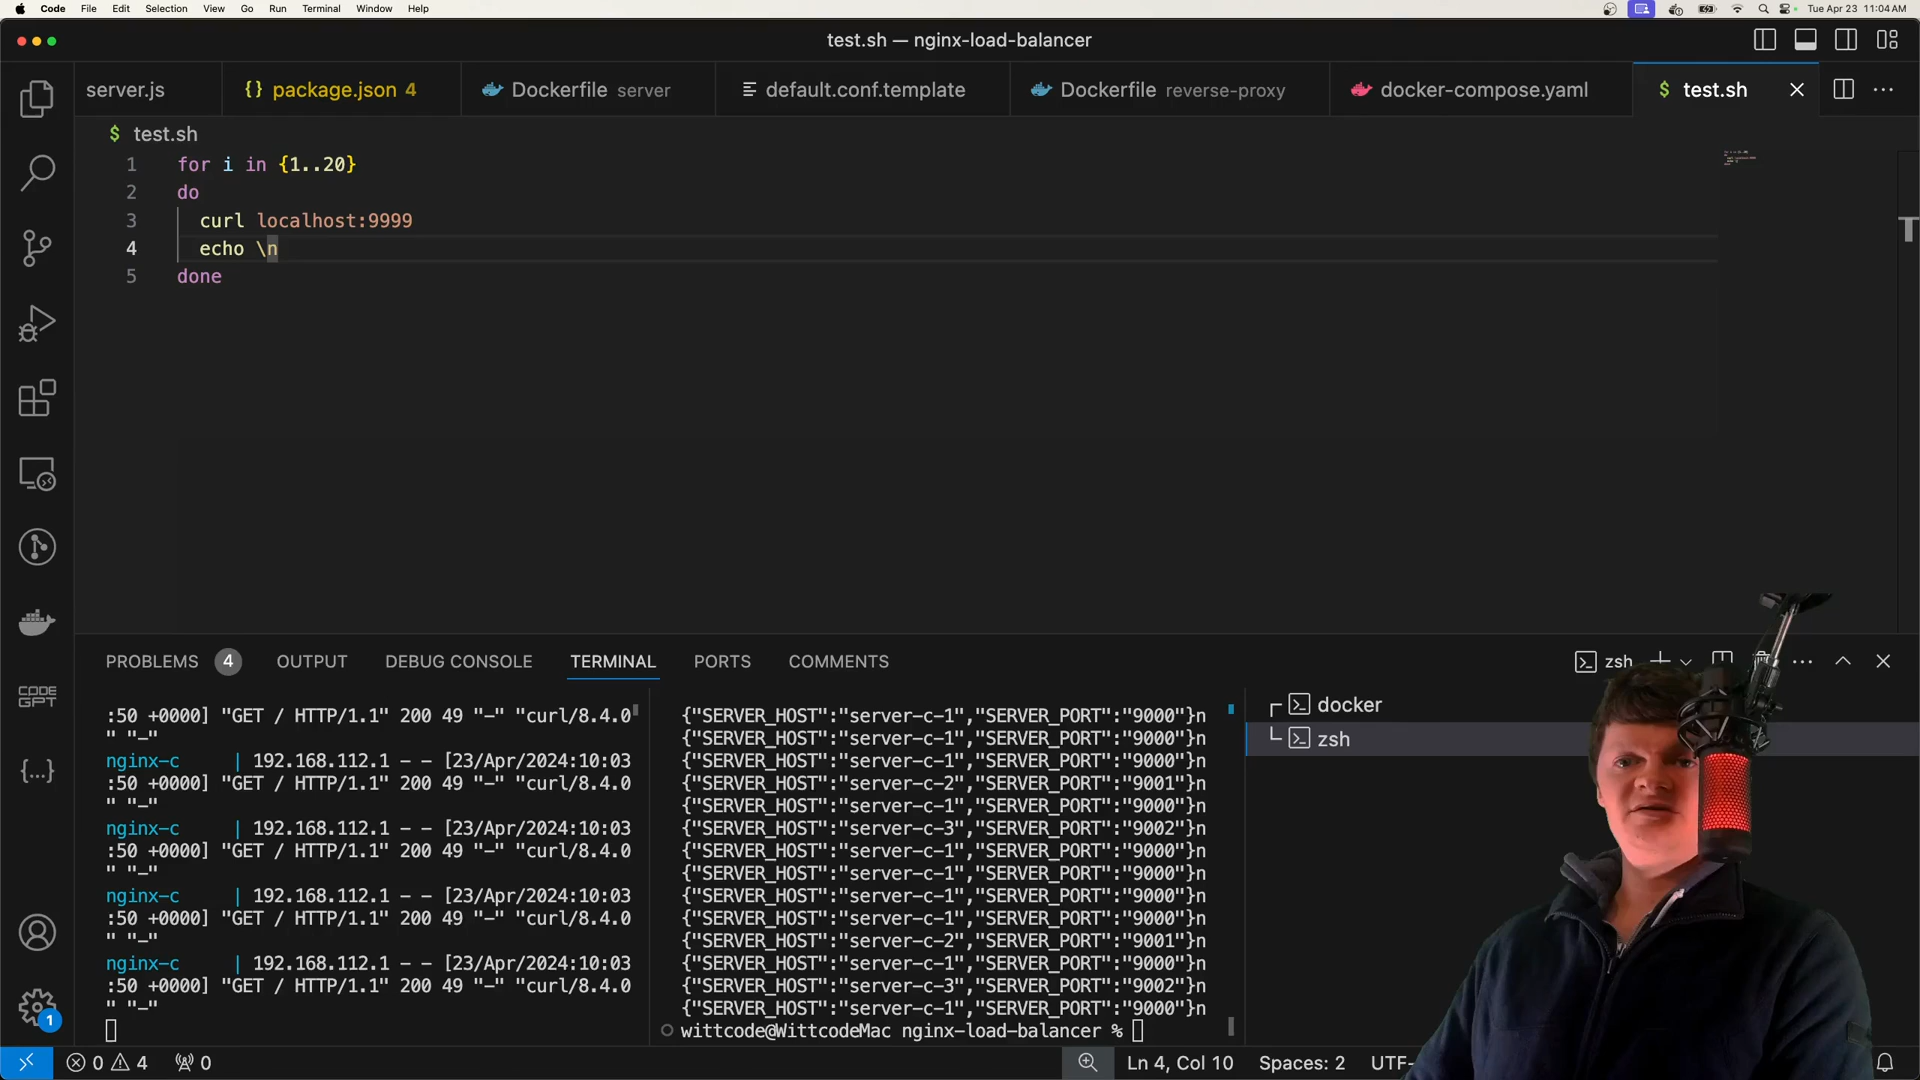 Code File Edit Selection View Go Run Terminal Window Help Tue Apr 23 11:04 AM
test.sh — nginx-load-balancer
server.js {} package.json 4 Dockerfile server default.conf.template Dockerfile reverse-proxy docker-compose.yaml $ test.sh
$ test.sh
1 for i in {1..20}
2 do
3 curl localhost:9999
4 echo \n
5 done
PROBLEMS 4 OUTPUT DEBUG CONSOLE TERMINAL PORTS COMMENTS zsh
:50 +0000] "GET / HTTP/1.1" 200 49 "-" "curl/8.4.0
" "-"
nginx-c | 192.168.112.1 - - [23/Apr/2024:10:03
:50 +0000] "GET / HTTP/1.1" 200 49 "-" "curl/8.4.0
" "-"
nginx-c | 192.168.112.1 - - [23/Apr/2024:10:03
:50 +0000] "GET / HTTP/1.1" 200 49 "-" "curl/8.4.0
" "-"
nginx-c | 192.168.112.1 - - [23/Apr/2024:10:03
:50 +0000] "GET / HTTP/1.1" 200 49 "-" "curl/8.4.0
" "-"
nginx-c | 192.168.112.1 - - [23/Apr/2024:10:03
:50 +0000] "GET / HTTP/1.1" 200 49 "-" "curl/8.4.0
" "-"
{"SERVER_HOST":"server-c-1","SERVER_PORT":"9000"}n
{"SERVER_HOST":"server-c-1","SERVER_PORT":"9000"}n
{"SERVER_HOST":"server-c-1","SERVER_PORT":"9000"}n
{"SERVER_HOST":"server-c-2","SERVER_PORT":"9001"}n
{"SERVER_HOST":"server-c-1","SERVER_PORT":"9000"}n
{"SERVER_HOST":"server-c-3","SERVER_PORT":"9002"}n
{"SERVER_HOST":"server-c-1","SERVER_PORT":"9000"}n
{"SERVER_HOST":"server-c-1","SERVER_PORT":"9000"}n
{"SERVER_HOST":"server-c-1","SERVER_PORT":"9000"}n
{"SERVER_HOST":"server-c-1","SERVER_PORT":"9000"}n
{"SERVER_HOST":"server-c-2","SERVER_PORT":"9001"}n
{"SERVER_HOST":"server-c-1","SERVER_PORT":"9000"}n
{"SERVER_HOST":"server-c-3","SERVER_PORT":"9002"}n
{"SERVER_HOST":"server-c-1","SERVER_PORT":"9000"}n
wittcode@WittcodeMac nginx-load-balancer %
docker
zsh
CODE
GPT
{...}
1
0 4 0 Ln 4, Col 10 Spaces: 2 UTF-